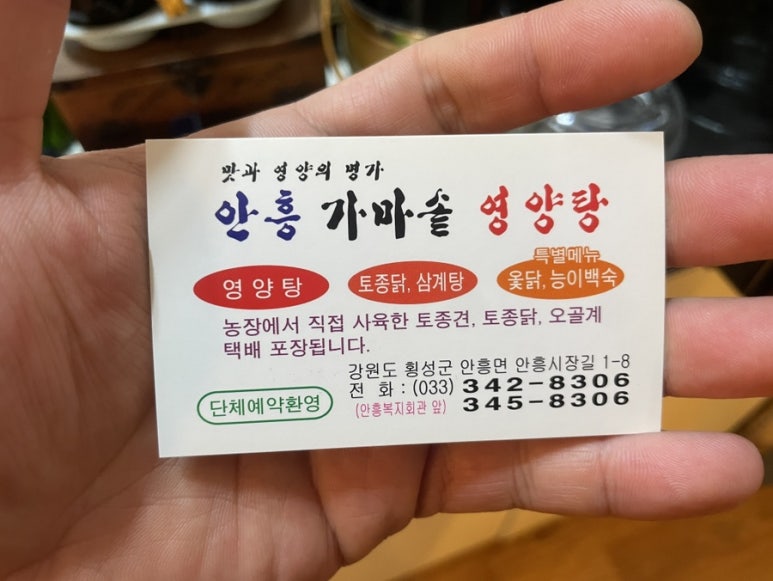 맛과 영양의 명가
안흥 가마솥 영양탕
특별메뉴
영양탕 토종닭, 삼계탕 옻닭, 능이백숙
농장에서 직접 사육한 토종견, 토종닭, 오골계
택배 포장됩니다.
강원도 횡성군 안흥면 안흥시장길 1-8
전 화 : (033) 342-8306
단체예약환영 (안흥복지회관 앞) 345-8306